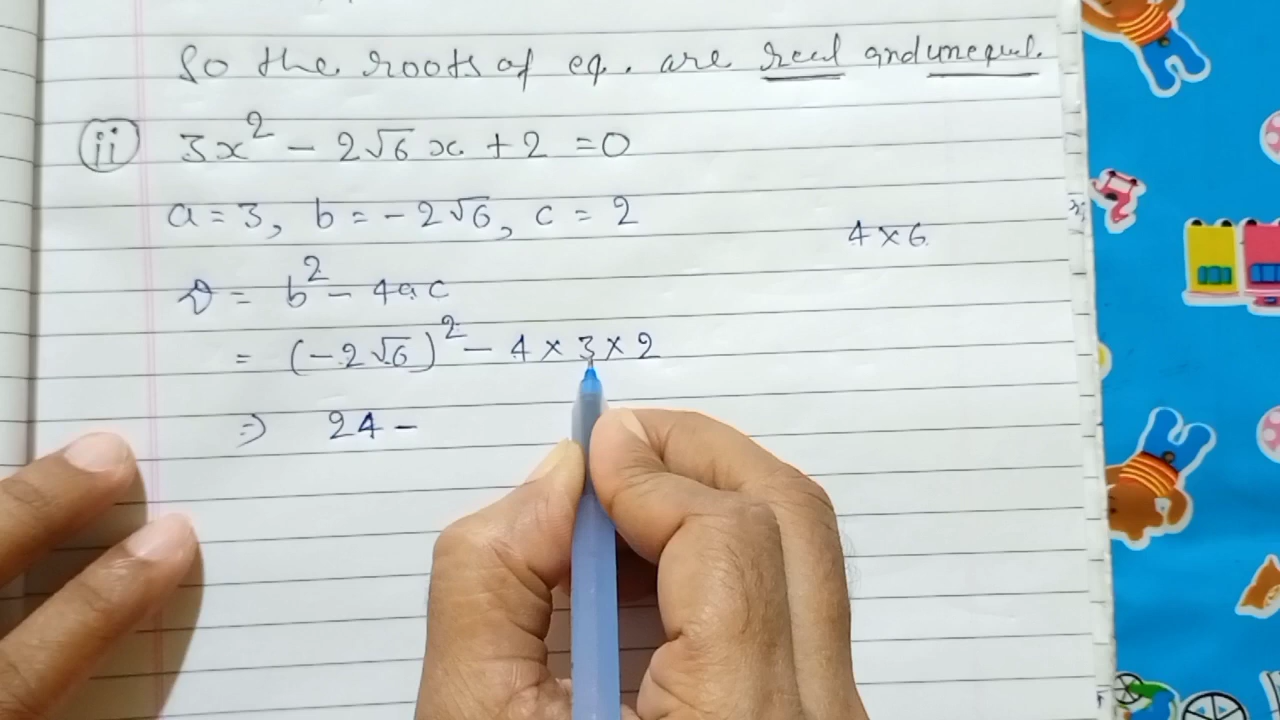 So the roots of eq. are real and unequal.
(ii) 3x² - 2√6 x + 2 = 0
a = 3, b = -2√6, c = 2
4 × 6
D = b² - 4ac
= (-2√6)² - 4 × 3 × 2
⇒ 24 -